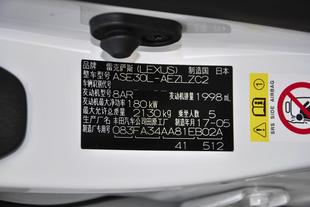 品牌 雷克萨斯(LEXUS) 制造国 日本
整车型号 ASE30L-AEZLZC2
车辆识别代号
发动机型号 8AR 发动机排量 1998 mL
发动机最大净功率 180 kW
最大允许总质量 2130 kg 乘坐人数 5
生产厂名 丰田汽车公司田原工厂 制造年月 17-05
083FA34AA81EB02A
41 512
SRS SIDE AIRBAG